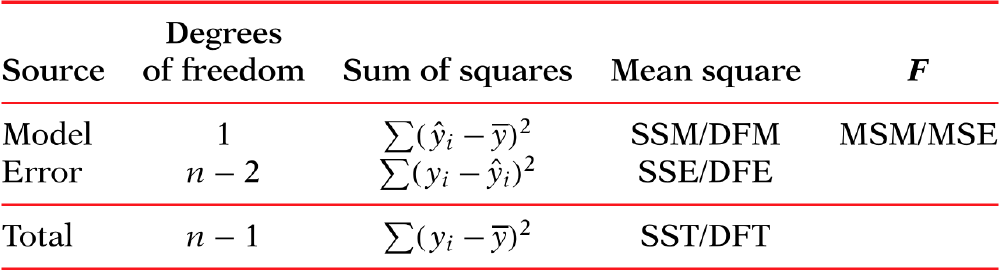 Degrees
Source of freedom Sum of squares Mean square F
Model 1 ∑(ŷᵢ − ȳ)² SSM/DFM MSM/MSE
Error n − 2 ∑(yᵢ − ŷᵢ)² SSE/DFE
Total n − 1 ∑(yᵢ − ȳ)² SST/DFT